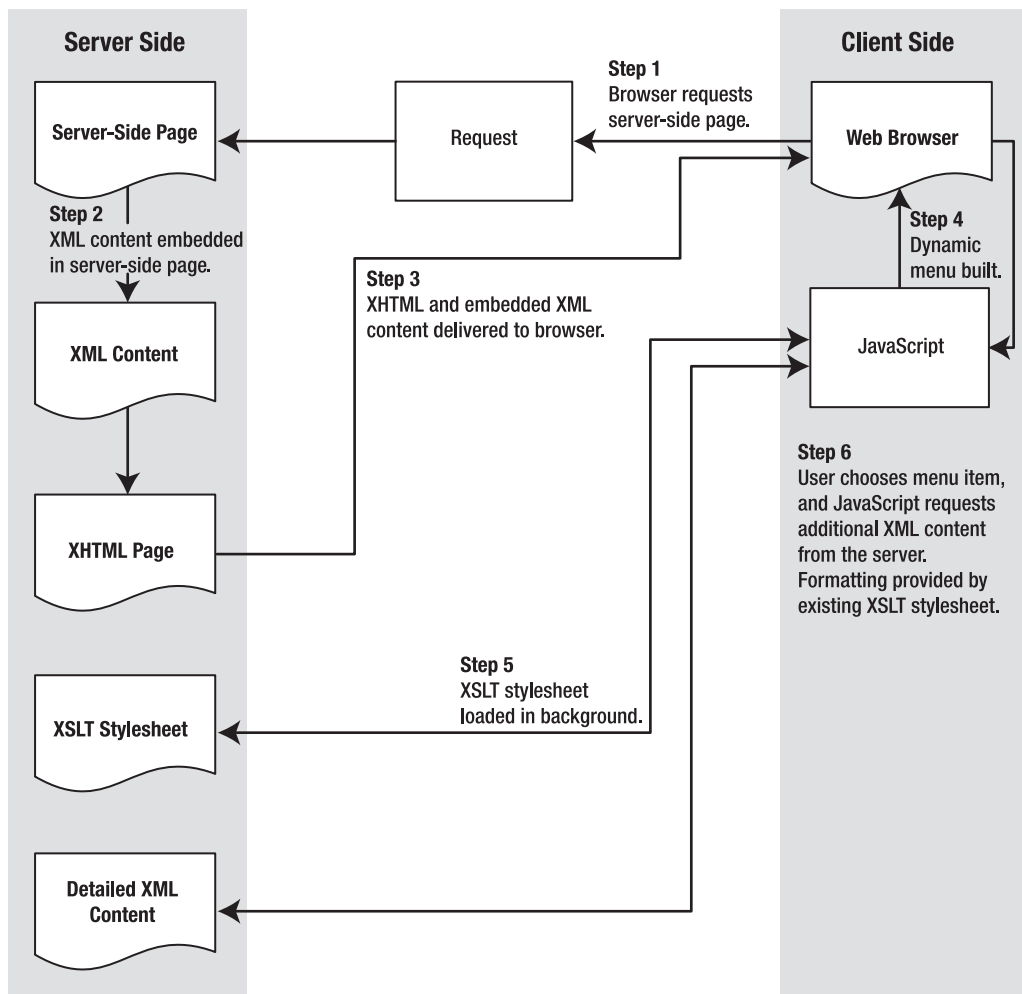 Server Side
Client Side
Step 1
Browser requests
server-side page.
Server-Side Page
Request
Web Browser
Step 2
XML content embedded
in server-side page.
Step 4
Dynamic
menu built.
Step 3
XHTML and embedded XML
content delivered to browser.
XML Content
JavaScript
Step 6
User chooses menu item,
and JavaScript requests
additional XML content
from the server.
Formatting provided by
existing XSLT stylesheet.
XHTML Page
Step 5
XSLT stylesheet
loaded in background.
XSLT Stylesheet
Detailed XML
Content